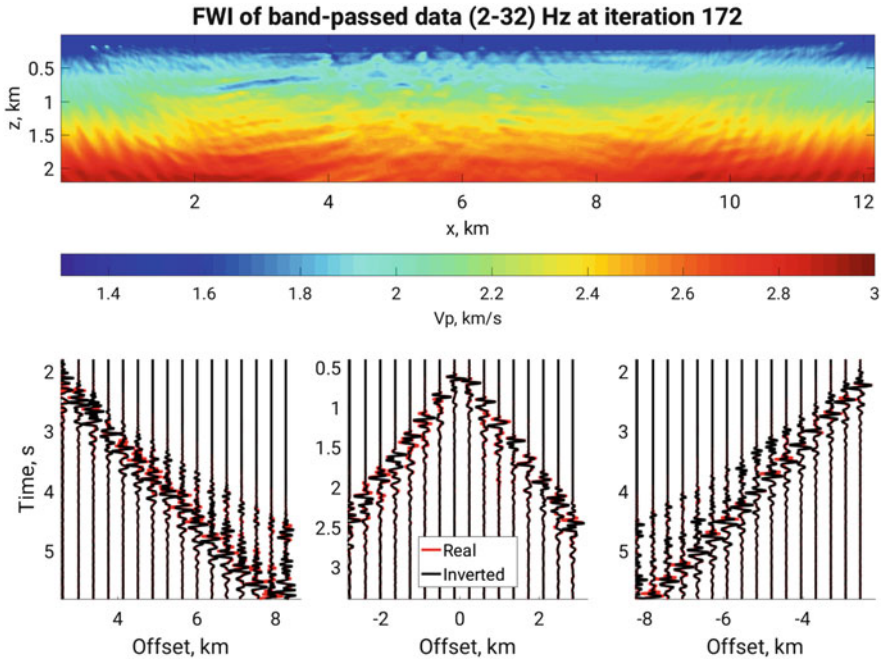 FWI of band-passed data (2-32) Hz at iteration 172
z, km
0.5
1
1.5
2
2 4 6 8 10 12
x, km
1.4 1.6 1.8 2 2.2 2.4 2.6 2.8 3
Vp, km/s
Time, s
2
3
4
5
4 6 8
Offset, km
0.5
1
1.5
2
2.5
3
Real
Inverted
-2 0 2
Offset, km
2
3
4
5
-8 -6 -4
Offset, km